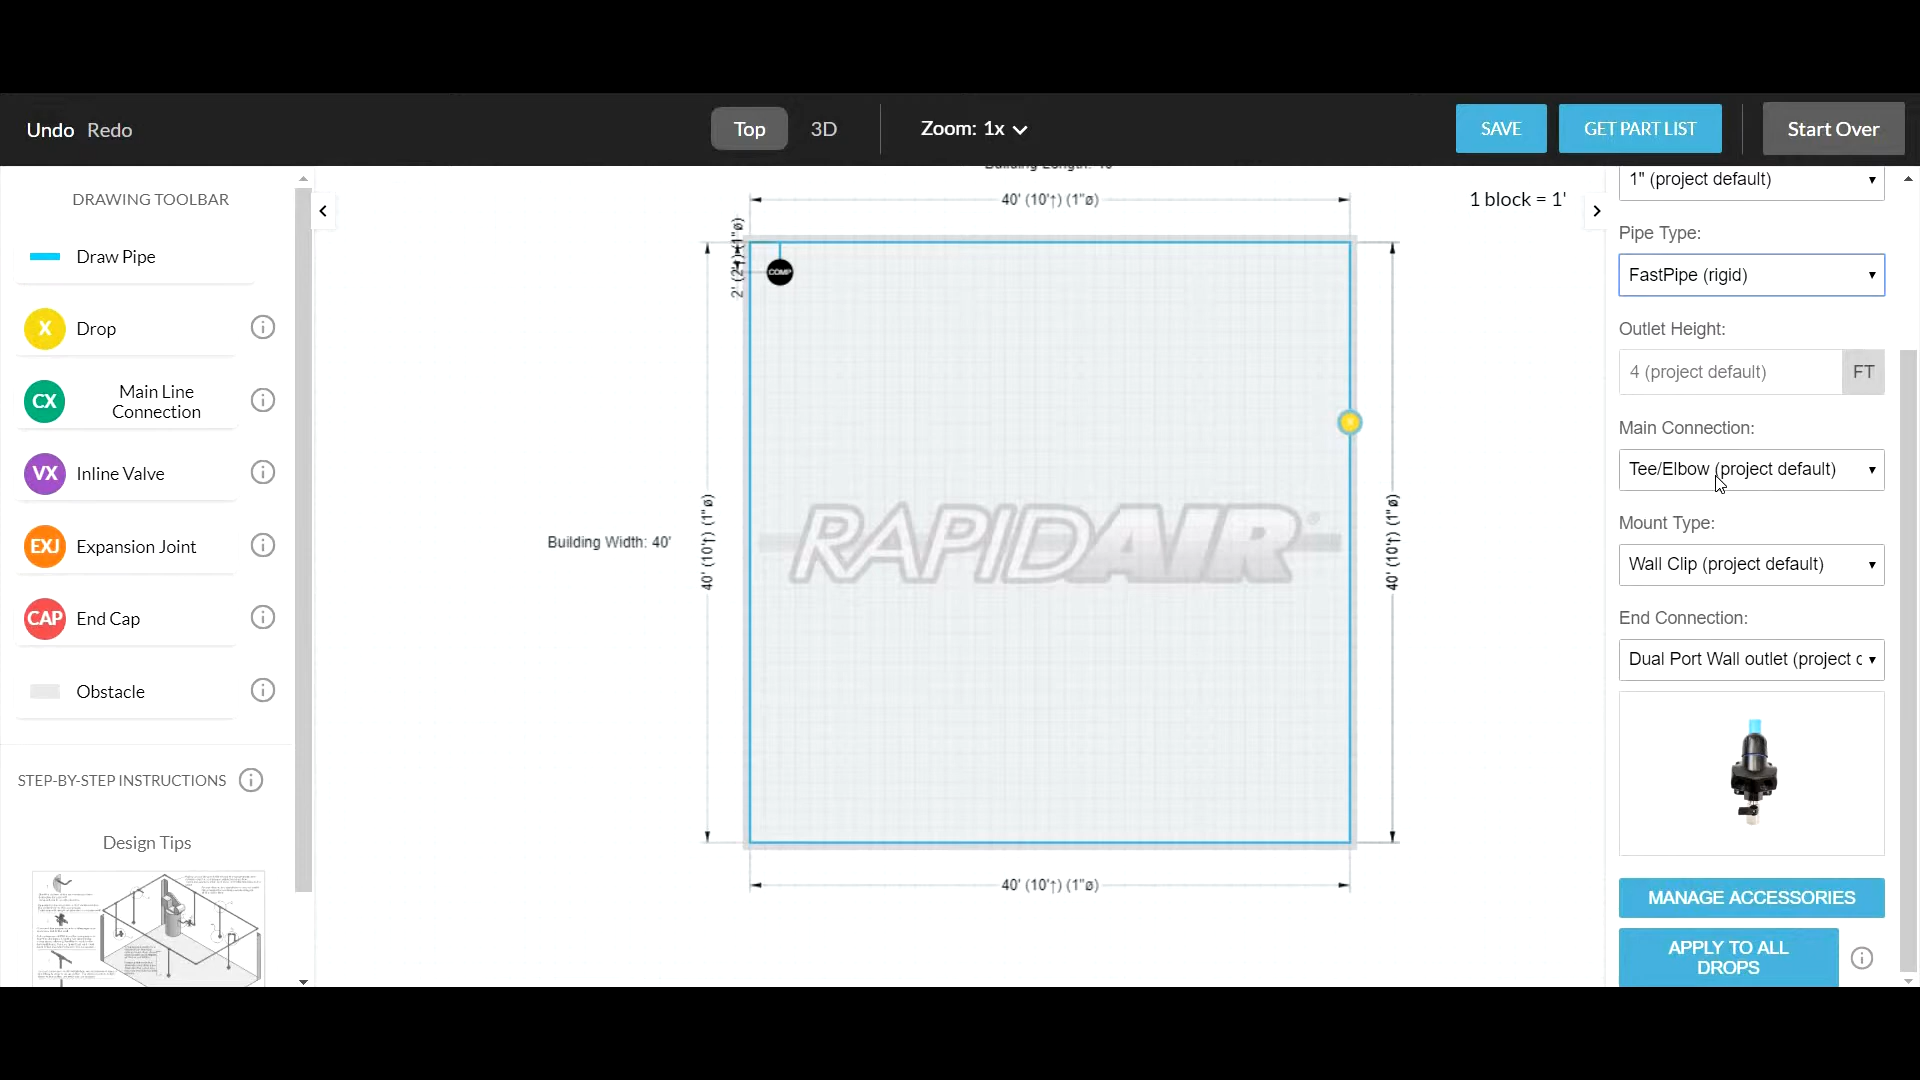 Undo Redo
Top 3D
Zoom: 1x
SAVE
GET PART LIST
Start Over
DRAWING TOOLBAR
Draw Pipe
X Drop
CX Main Line
Connection
VX Inline Valve
EXJ Expansion Joint
CAP End Cap
Obstacle
STEP-BY-STEP INSTRUCTIONS
Design Tips
40' (10'↑) (1"ø)
1 block = 1'
2' (2'↑) (1"ø)
COMP
Building Width: 40'
40' (10'↑) (1"ø)
RAPIDAIR®
40' (10'↑) (1"ø)
40' (10'↑) (1"ø)
1" (project default)
Pipe Type:
FastPipe (rigid)
Outlet Height:
4 (project default) FT
Main Connection:
Tee/Elbow (project default)
Mount Type:
Wall Clip (project default)
End Connection:
Dual Port Wall outlet (project
MANAGE ACCESSORIES
APPLY TO ALL
DROPS